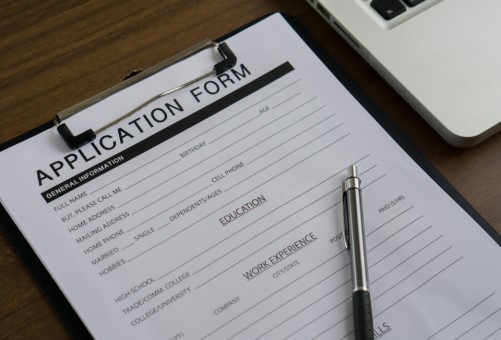 APPLICATION FORM
GENERAL INFORMATION
FULL NAME BIRTHDAY AGE
BUT, PLEASE CALL ME
HOME ADDRESS
MAILING ADDRESS
HOME PHONE CELL PHONE
MARRIED SINGLE DEPENDENTS/AGES
HOBBIES
EDUCATION
HIGH SCHOOL
TRADE/COMM. COLLEGE
COLLEGE/UNIVERSITY
WORK EXPERIENCE
COMPANY CITY/STATE PAID ($/HR)